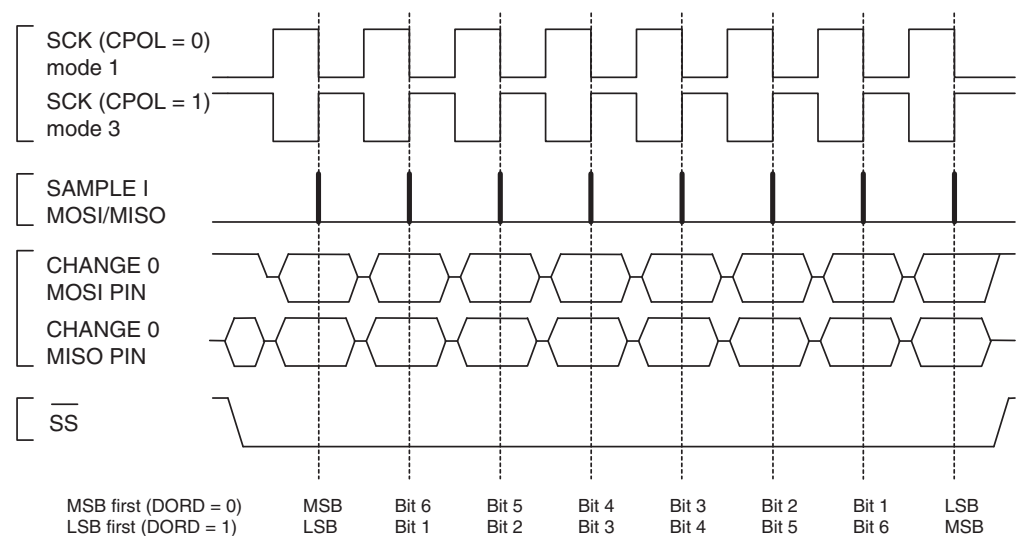 SCK (CPOL = 0)
mode 1
SCK (CPOL = 1)
mode 3
SAMPLE I
MOSI/MISO
CHANGE 0
MOSI PIN
CHANGE 0
MISO PIN
SS
MSB first (DORD = 0) MSB Bit 6 Bit 5 Bit 4 Bit 3 Bit 2 Bit 1 LSB
LSB first (DORD = 1) LSB Bit 1 Bit 2 Bit 3 Bit 4 Bit 5 Bit 6 MSB